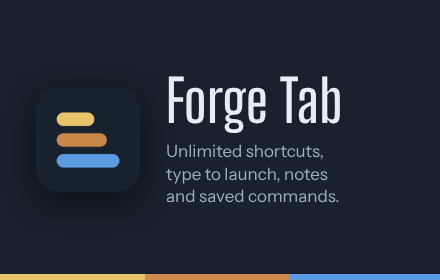 Forge Tab
Unlimited shortcuts,
type to launch, notes
and saved commands.